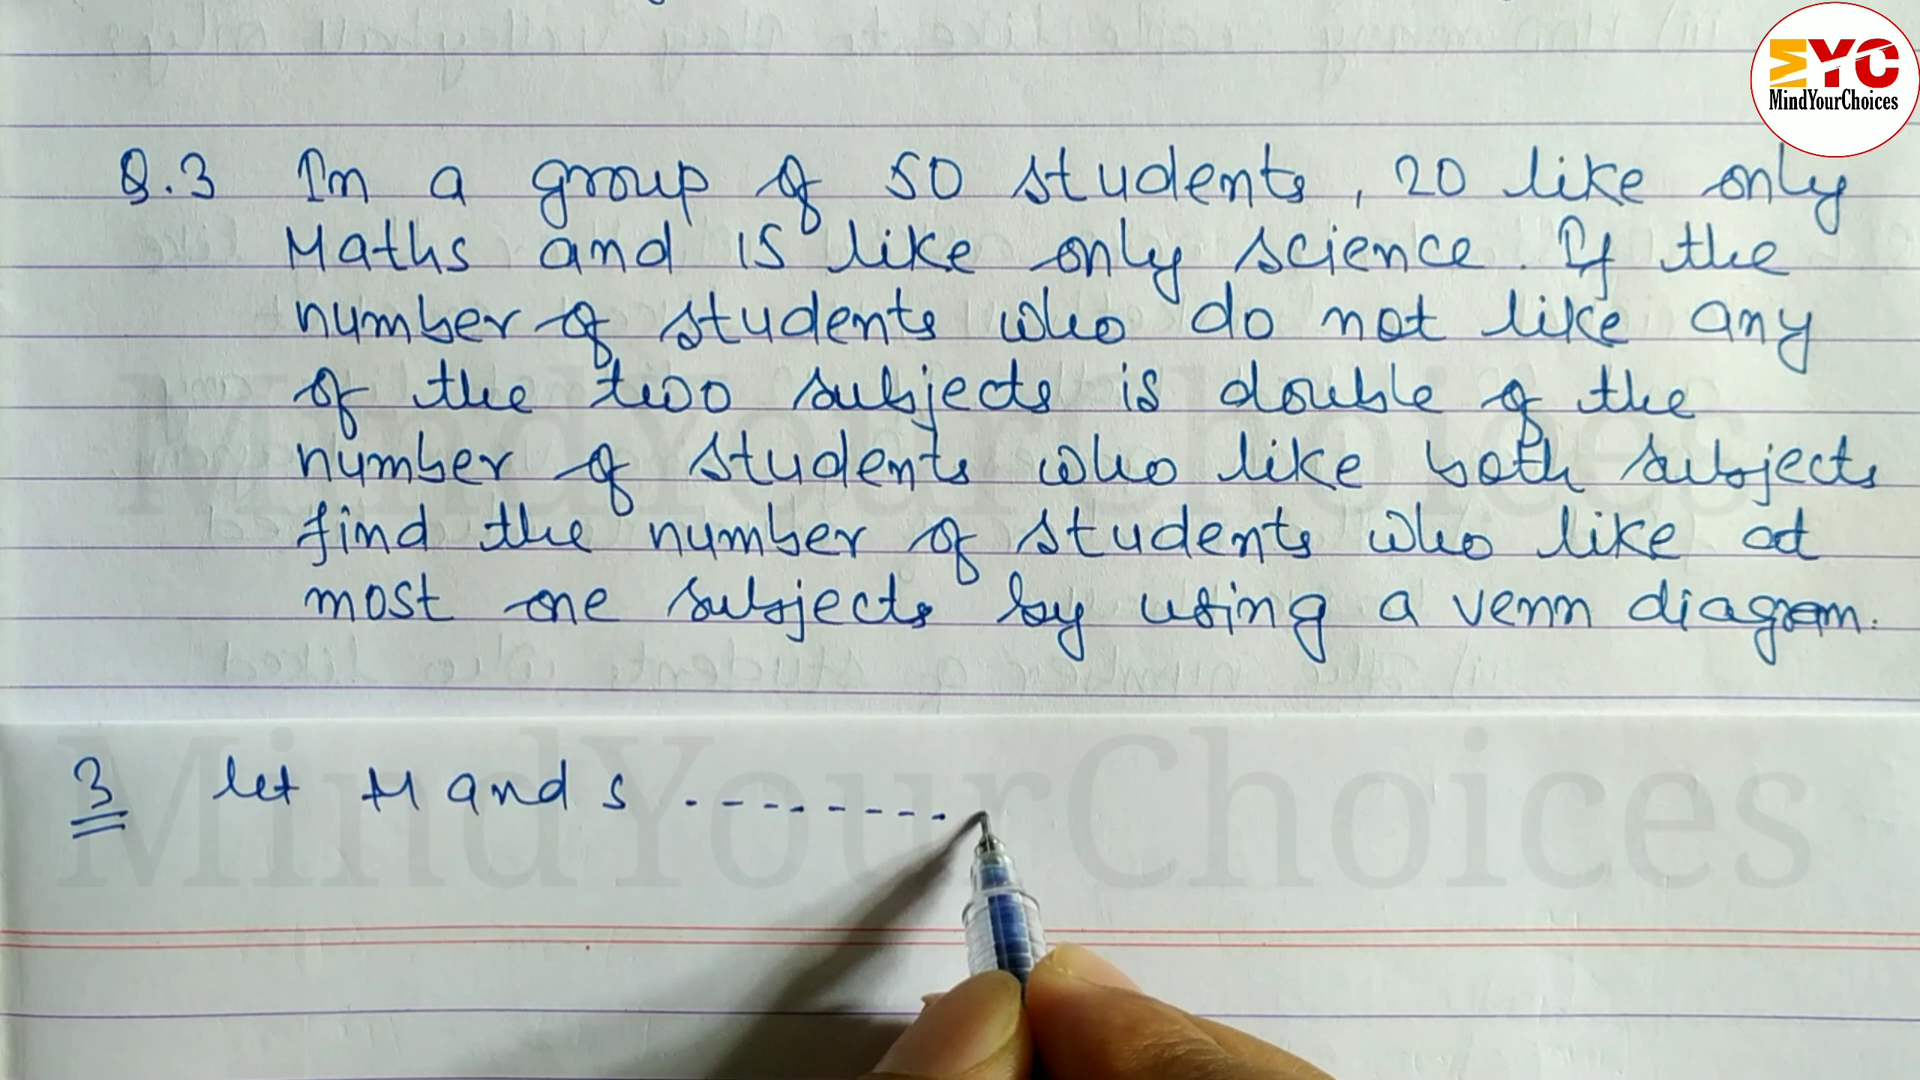 MYC
MindYourChoices
Q.3 In a group of 50 students, 20 like only
Maths and 15 like only science. If the
number of students who do not like any
of the two subjects is double of the
number of students who like both subjects
find the number of students who like at
most one subjects by using a venn diagram.
MindYourChoices
3 let M and S ---------
MindYourChoices